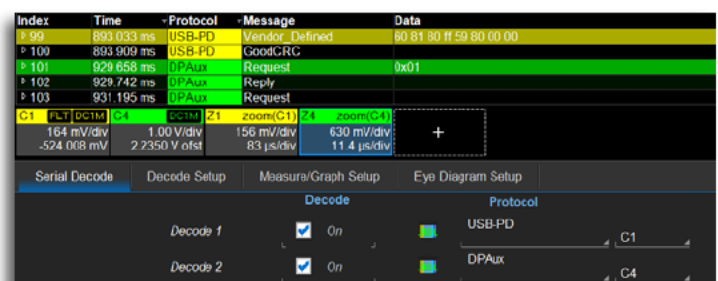 Index Time Protocol Message Data
99 893.033 ms USB-PD Vendor_Defined 60 81 80 ff 59 80 00 00
100 893.909 ms USB-PD GoodCRC
101 929.658 ms DPAux Request 0x01
102 929.742 ms DPAux Reply
103 931.195 ms DPAux Request
C1 FLT DC1M C4 DC1M Z1 zoom(C1) Z4 zoom(C4)
164 mV/div 1.00 V/div 156 mV/div 630 mV/div +
-524.008 mV 2.2350 V ofst 83 µs/div 11.4 µs/div
Serial Decode Decode Setup Measure/Graph Setup Eye Diagram Setup
Decode Protocol
Decode 1 On USB-PD C1
Decode 2 On DPAux C4